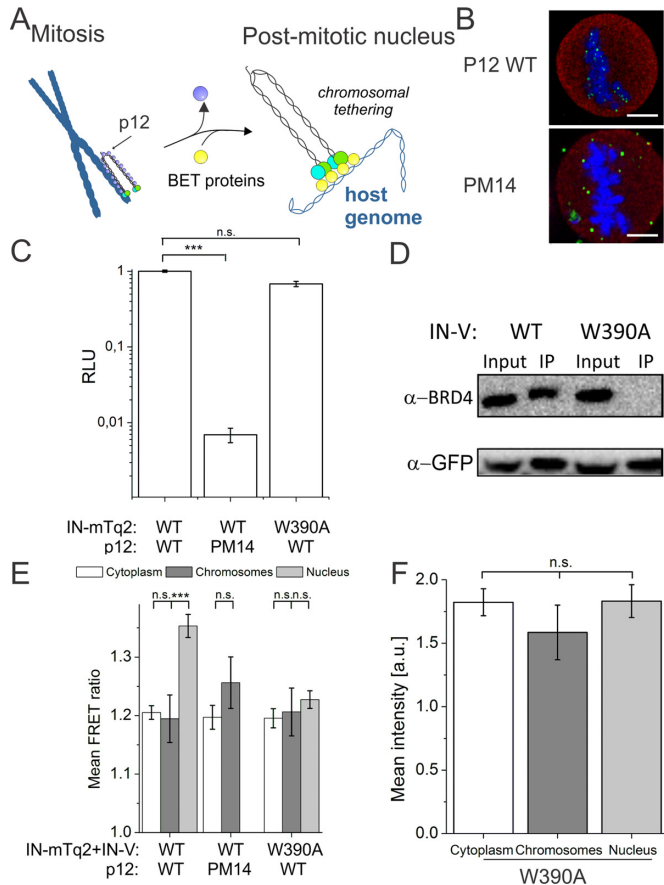 A
Mitosis
Post-mitotic nucleus
p12
BET proteins
chromosomal
tethering
host
genome
B
P12 WT
PM14
C
n.s.
***
RLU
1
0,1
0,01
IN-mTq2: WT WT W390A
p12: WT PM14 WT
D
IN-V: WT W390A
Input IP Input IP
α–BRD4
α–GFP
E
Cytoplasm Chromosomes Nucleus
n.s. *** n.s. n.s. n.s.
Mean FRET ratio
1.3
1.2
1.1
1.0
IN-mTq2+IN-V: WT WT W390A
p12: WT PM14 WT
F
n.s.
Mean intensity [a.u.]
2.0
1.5
1.0
0.5
0.0
Cytoplasm Chromosomes Nucleus
W390A